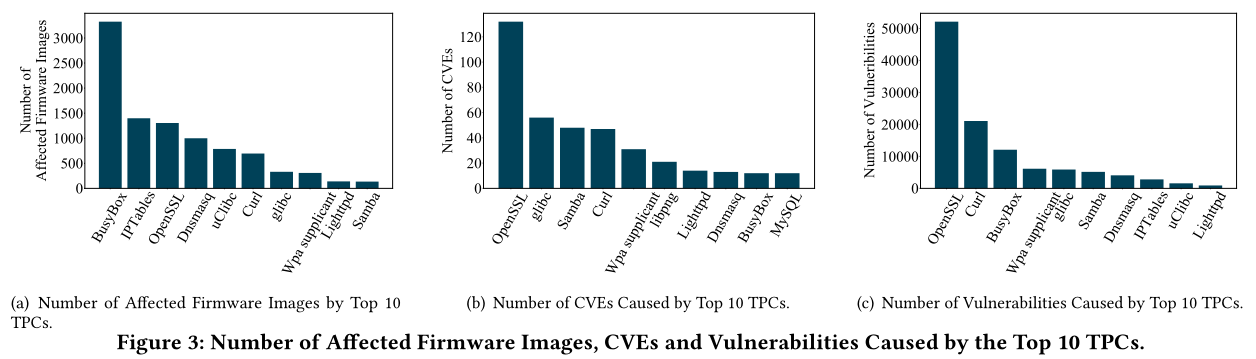 Number of
Affected Firmware Images
3000
2500
2000
1500
1000
500
0
BusyBox
IPTables
OpenSSL
Dnsmasq
uClibc
Curl
glibc
Wpa supplicant
Lighttpd
Samba
(a) Number of Affected Firmware Images by Top 10
TPCs.
Number of CVEs
120
100
80
60
40
20
0
OpenSSL
glibc
Samba
Curl
Wpa supplicant
libpng
Lighttpd
Dnsmasq
BusyBox
MySQL
(b) Number of CVEs Caused by Top 10 TPCs.
Number of Vulneribilities
50000
40000
30000
20000
10000
0
OpenSSL
Curl
BusyBox
Wpa supplicant
glibc
Samba
Dnsmasq
IPTables
uClibc
Lighttpd
(c) Number of Vulnerabilities Caused by Top 10 TPCs.
Figure 3: Number of Affected Firmware Images, CVEs and Vulnerabilities Caused by the Top 10 TPCs.